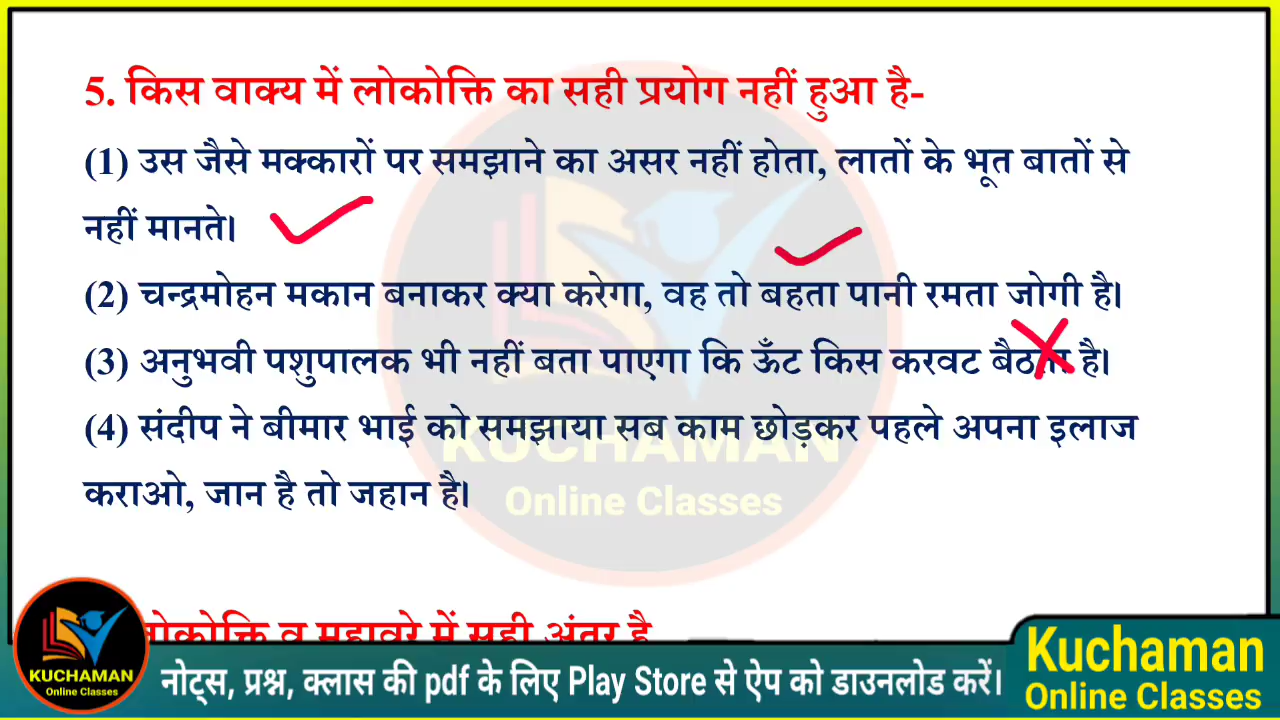 5. किस वाक्य में लोकोक्ति का सही प्रयोग नहीं हुआ है-
(1) उस जैसे मक्कारों पर समझाने का असर नहीं होता, लातों के भूत बातों से
नहीं मानते।
(2) चन्द्रमोहन मकान बनाकर क्या करेगा, वह तो बहता पानी रमता जोगी है।
(3) अनुभवी पशुपालक भी नहीं बता पाएगा कि ऊँट किस करवट बैठता है।
(4) संदीप ने बीमार भाई को समझाया सब काम छोड़कर पहले अपना इलाज
कराओ, जान है तो जहान है।
KUCHAMAN
Online Classes
लोकोक्ति व मुहावरे में सही अंतर है
KUCHAMAN
Online Classes
नोट्स, प्रश्न, क्लास की pdf के लिए Play Store से ऐप को डाउनलोड करें।
Kuchaman
Online Classes